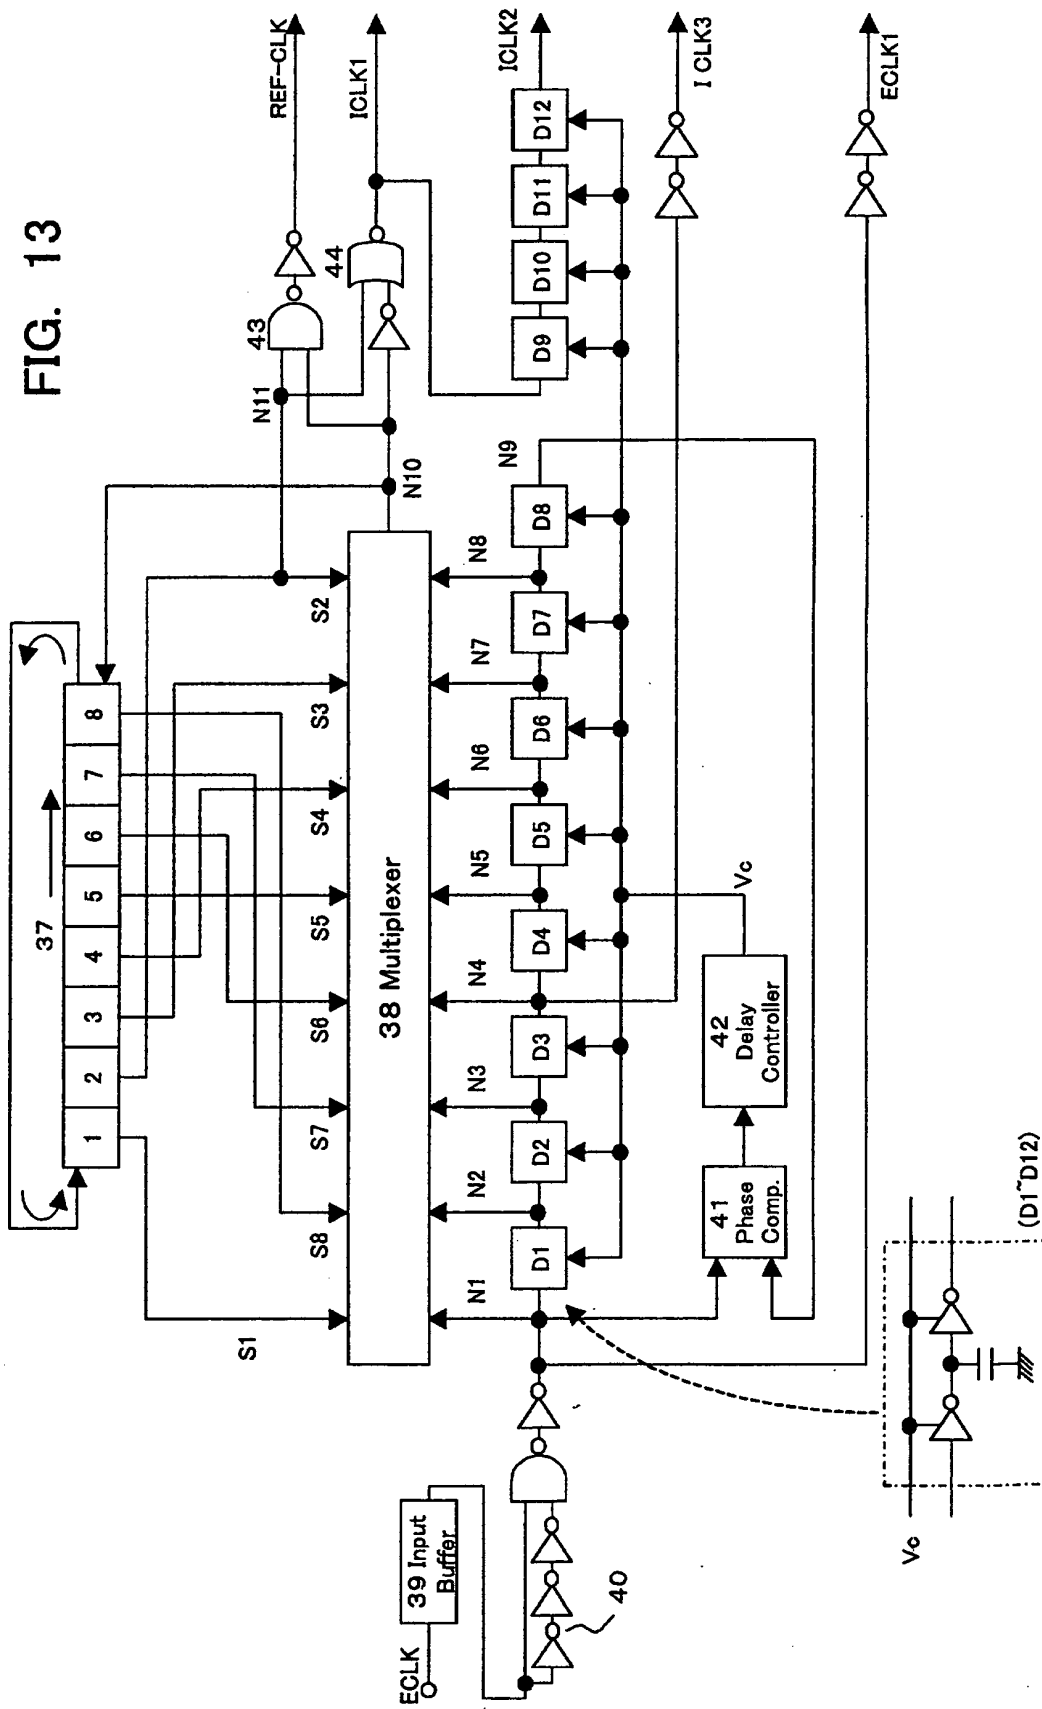 FIG. 13
REF-CLK
ICLK1
ICLK2
I CLK3
ECLK1
43
44
N11
N10
37
1
2
3
4
5
6
7
8
S1
S8
S7
S6
S5
S4
S3
S2
38 Multiplexer
N1
N2
N3
N4
N5
N6
N7
N8
N9
D1
D2
D3
D4
D5
D6
D7
D8
D9
D10
D11
D12
ECLK
39 Input
Buffer
40
41
Phase
Comp.
42
Delay
Controller
Vc
Vc
(D1~D12)